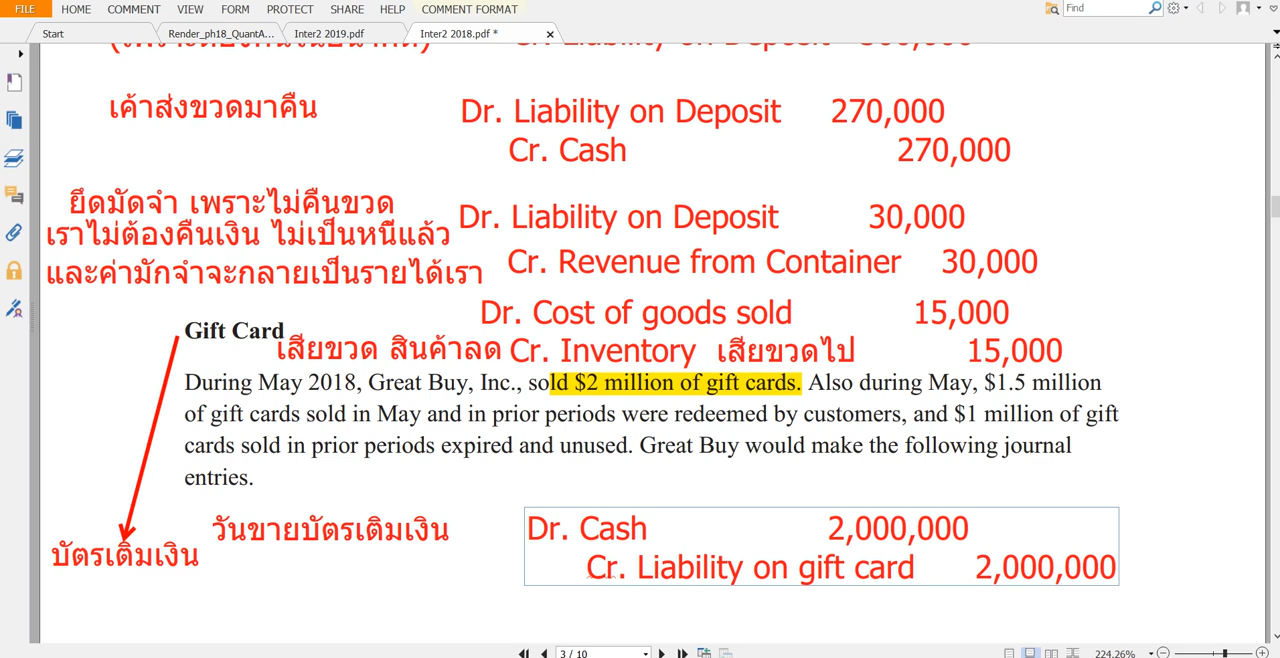 FILE HOME COMMENT VIEW FORM PROTECT SHARE HELP COMMENT FORMAT Find
Start Render_ph18_QuantA... Inter2 2019.pdf Inter2 2018.pdf *
เค้าส่งขวดมาคืน Dr. Liability on Deposit 270,000
Cr. Cash 270,000
ยึดมัดจำ เพราะไม่คืนขวด Dr. Liability on Deposit 30,000
เราไม่ต้องคืนเงิน ไม่เป็นหนี้แล้ว
และค่ามักจำจะกลายเป็นรายได้เรา Cr. Revenue from Container 30,000
Dr. Cost of goods sold 15,000
Gift Card
เสียขวด สินค้าลด Cr. Inventory เสียขวดไป 15,000
During May 2018, Great Buy, Inc., sold $2 million of gift cards. Also during May, $1.5 million
of gift cards sold in May and in prior periods were redeemed by customers, and $1 million of gift
cards sold in prior periods expired and unused. Great Buy would make the following journal
entries.
วันขายบัตรเติมเงิน Dr. Cash 2,000,000
บัตรเติมเงิน
Cr. Liability on gift card 2,000,000
3 / 10 224.26%